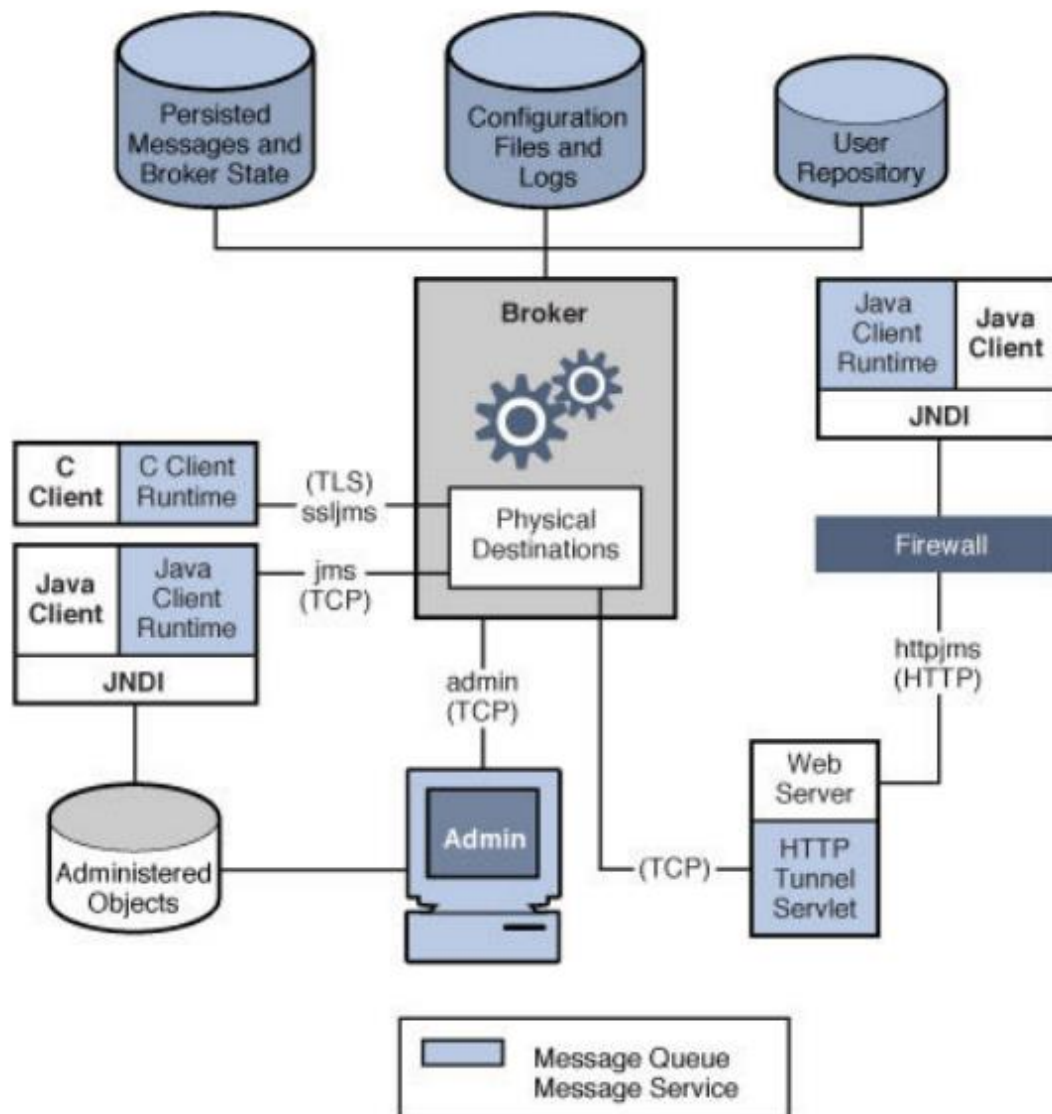 Persisted
Messages and
Broker State
Configuration
Files and
Logs
User
Repository
Broker
Java
Client
Runtime
Java
Client
JNDI
C
Client
C Client
Runtime
(TLS)
ssljms
Physical
Destinations
Firewall
Java
Client
Java
Client
Runtime
jms
(TCP)
JNDI
admin
(TCP)
httpjms
(HTTP)
Web
Server
Admin
Administered
Objects
(TCP)
HTTP
Tunnel
Servlet
Message Queue
Message Service